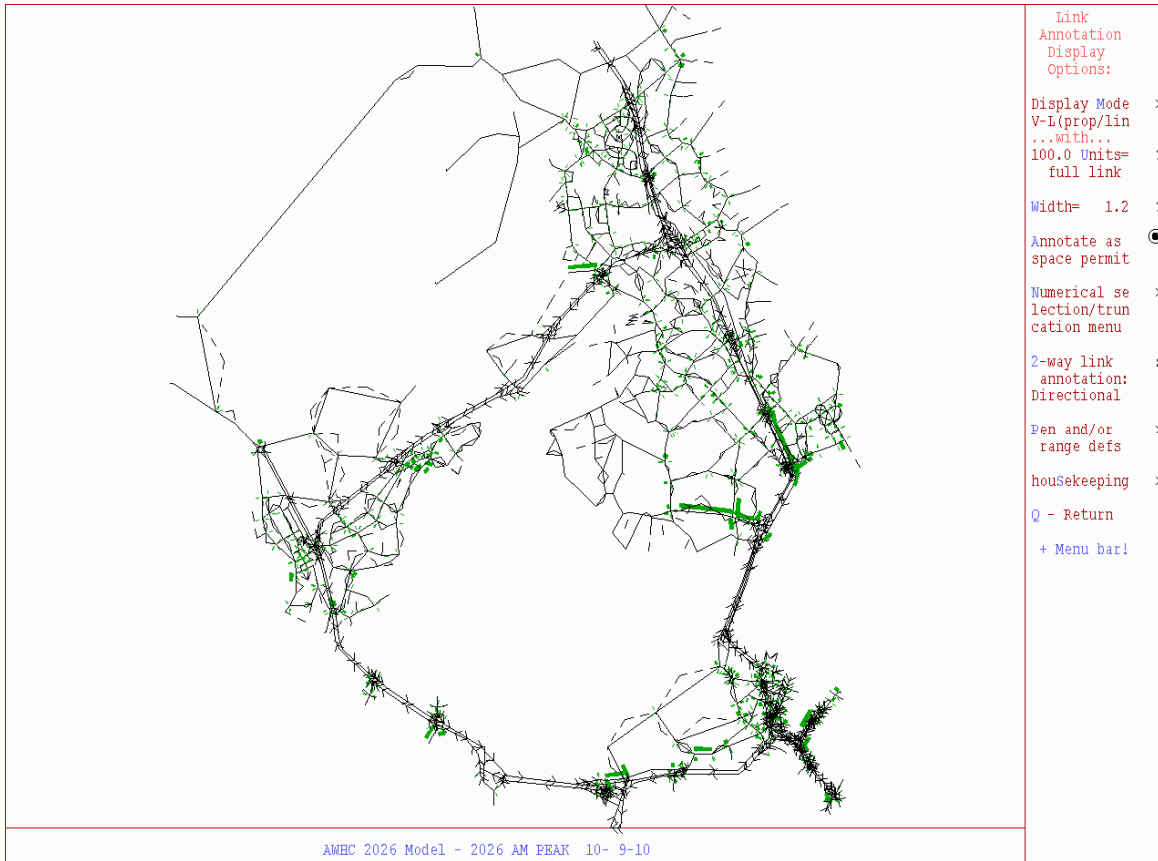 Link
Annotation
Display
Options:
Display Mode
V-L(prop/lin
...with...
100.0 Units=
full link
Width= 1.2
Annotate as
space permit
Numerical se
lection/trun
cation menu
2-way link
annotation:
Directional
Pen and/or
range defs
houSekeeping
Q - Return
+ Menu bar!
AWHC 2026 Model - 2026 AM PEAK 10- 9-10